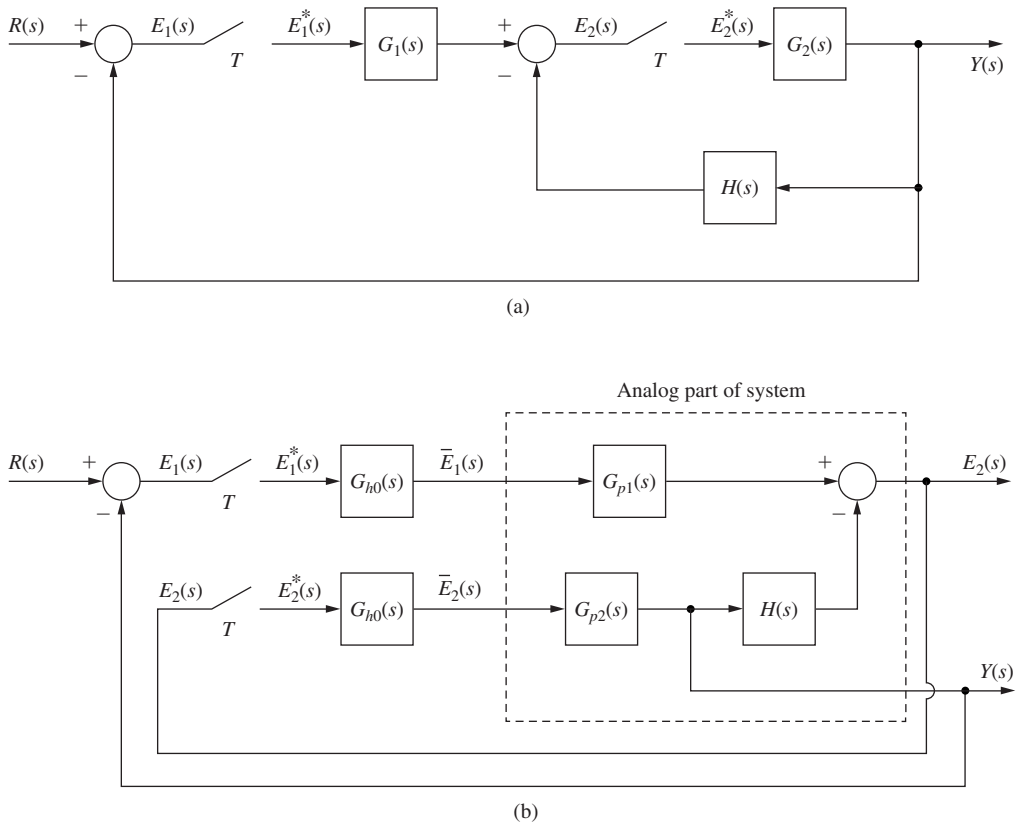 R(s) + E₁(s) E₁*(s) G₁(s) + E₂(s) E₂*(s) G₂(s)
− T − T Y(s)
H(s)
(a)
Analog part of system
R(s) + E₁(s) E₁*(s) G_h0(s) Ē₁(s) G_p1(s) + E₂(s)
− T −
E₂(s) E₂*(s) G_h0(s) Ē₂(s) G_p2(s) H(s)
T
Y(s)
(b)